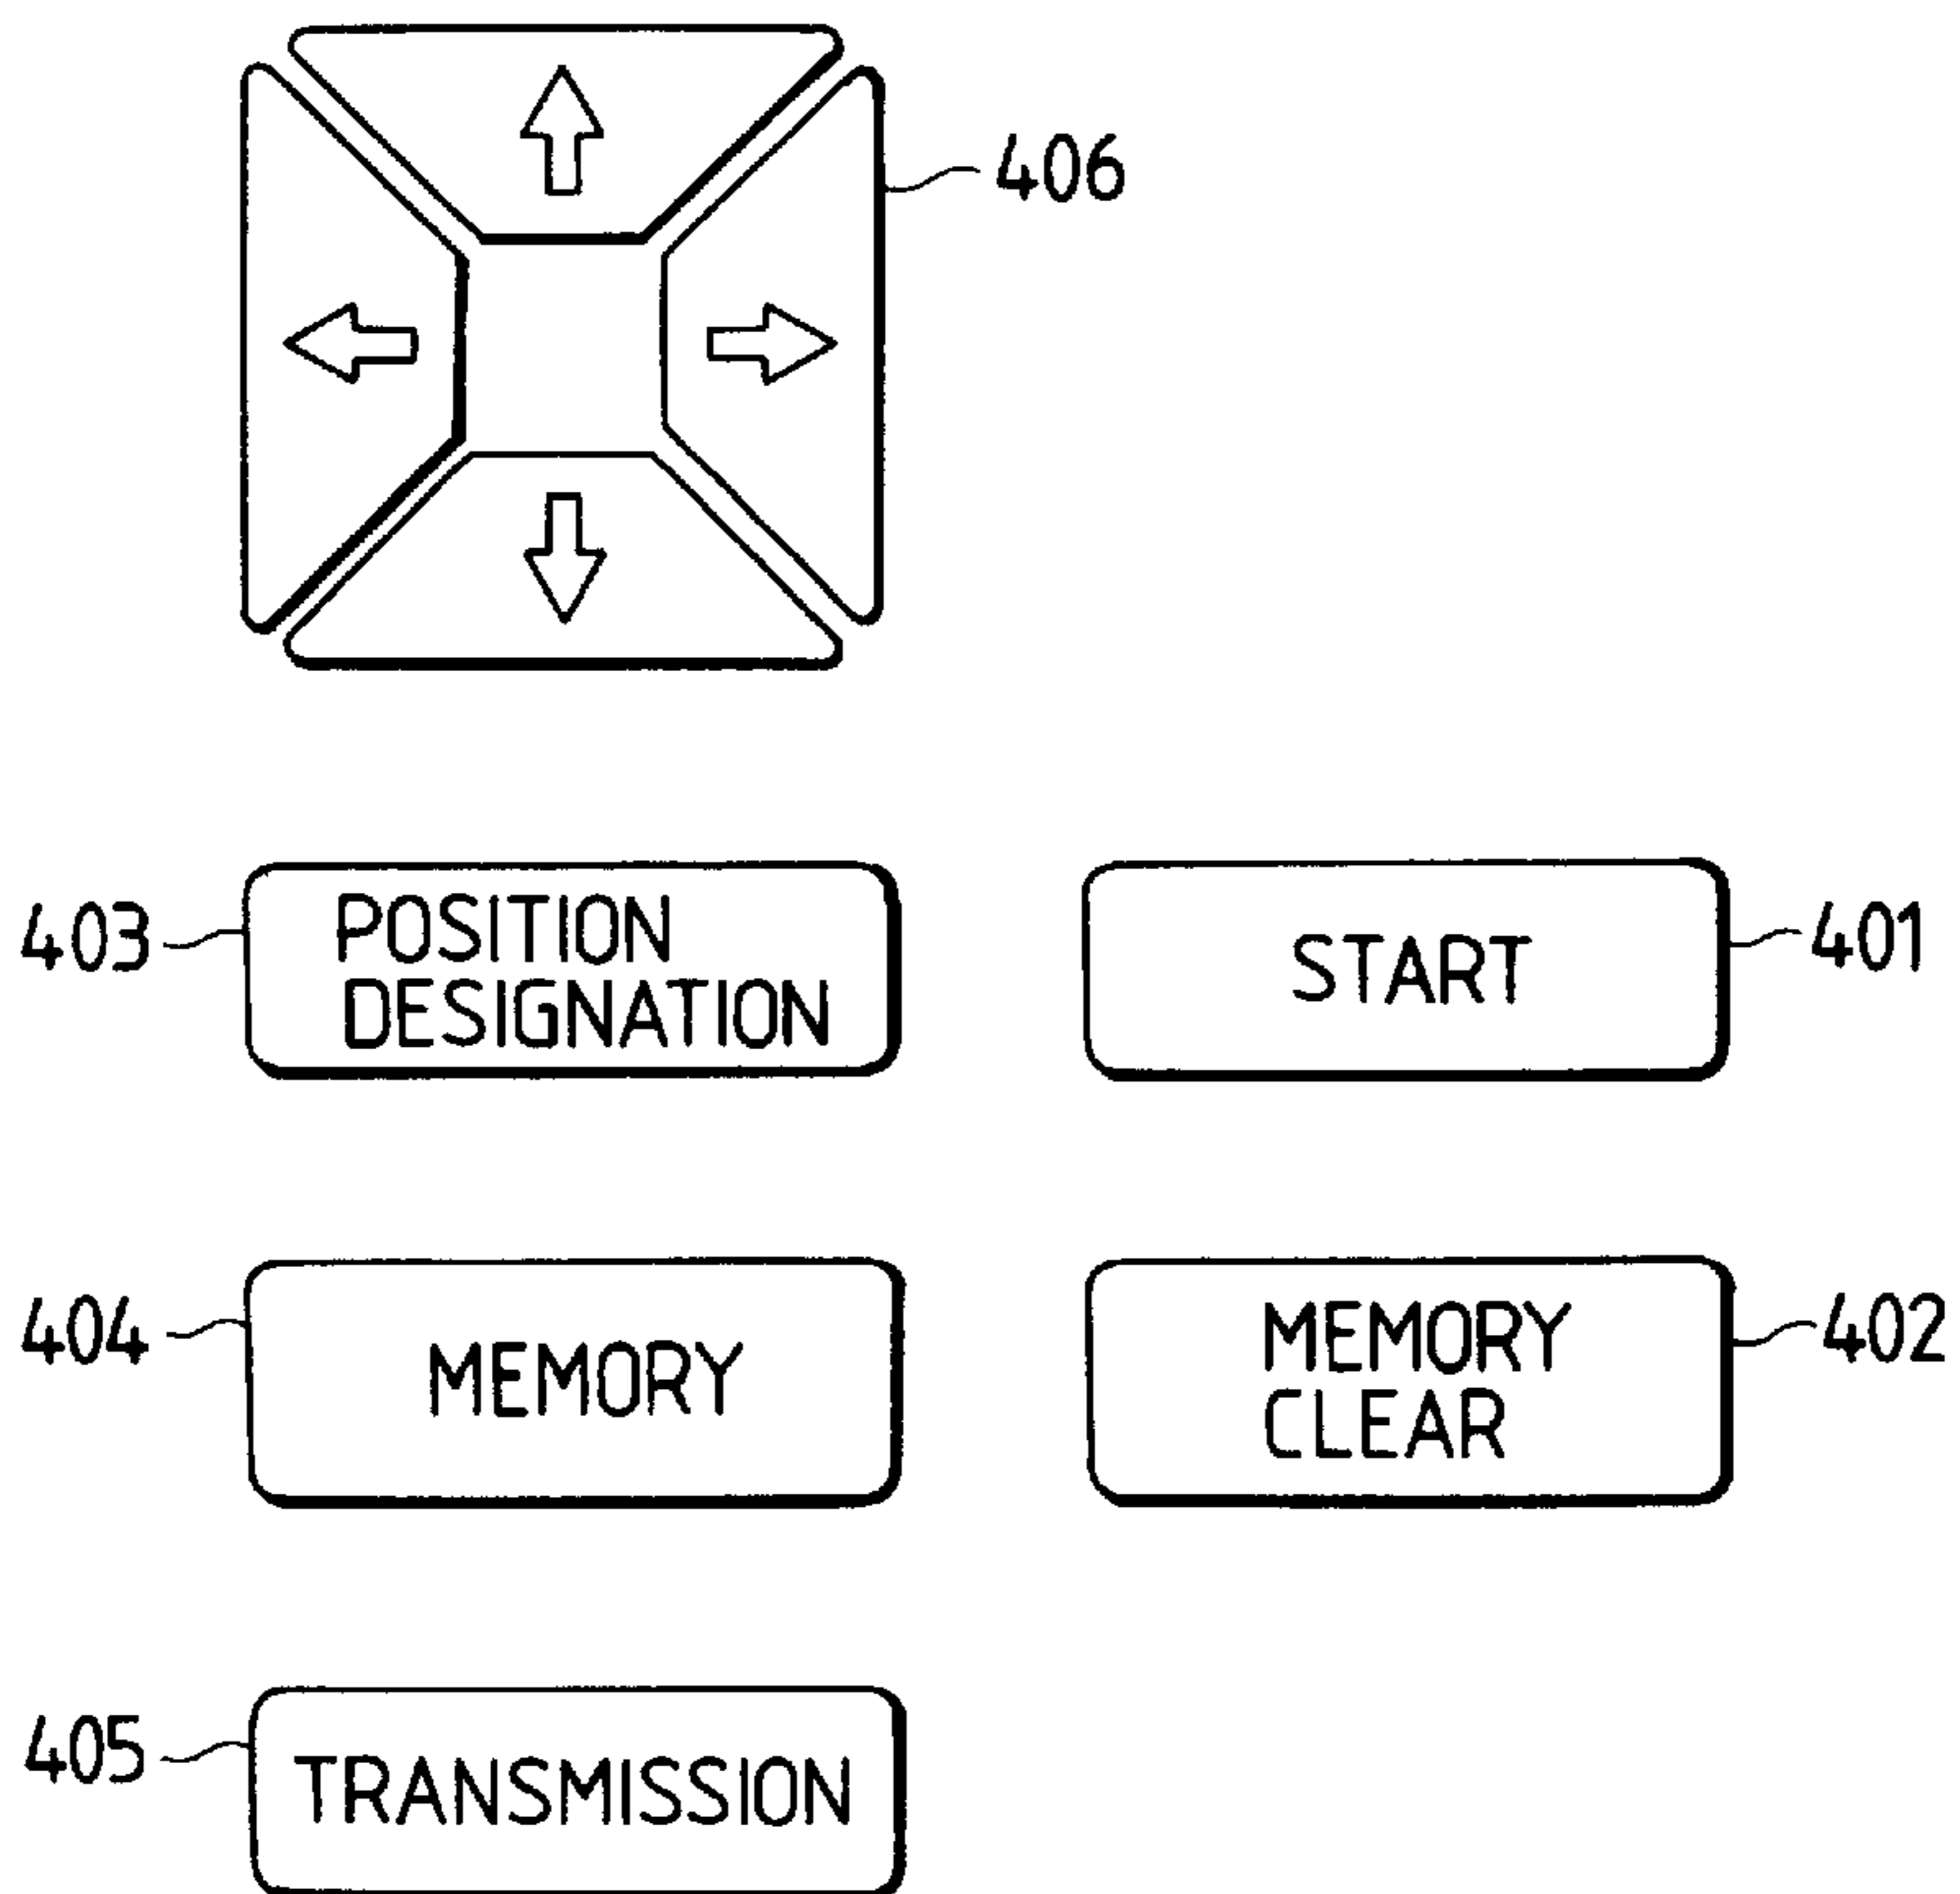 406
403
POSITION
DESIGNATION
START
401
404
MEMORY
MEMORY
CLEAR
402
405
TRANSMISSION